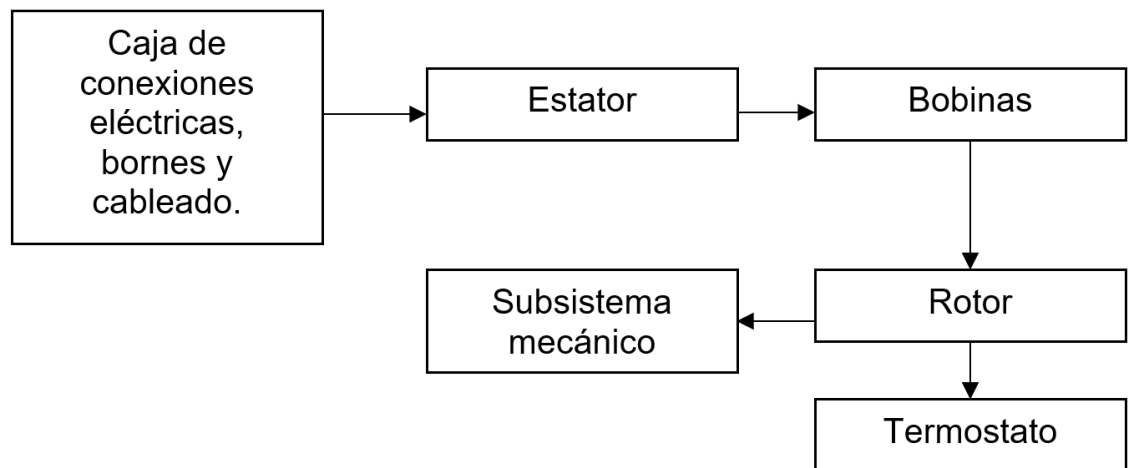 Caja de
conexiones
eléctricas,
bornes y
cableado.
Estator
Bobinas
Subsistema
mecánico
Rotor
Termostato